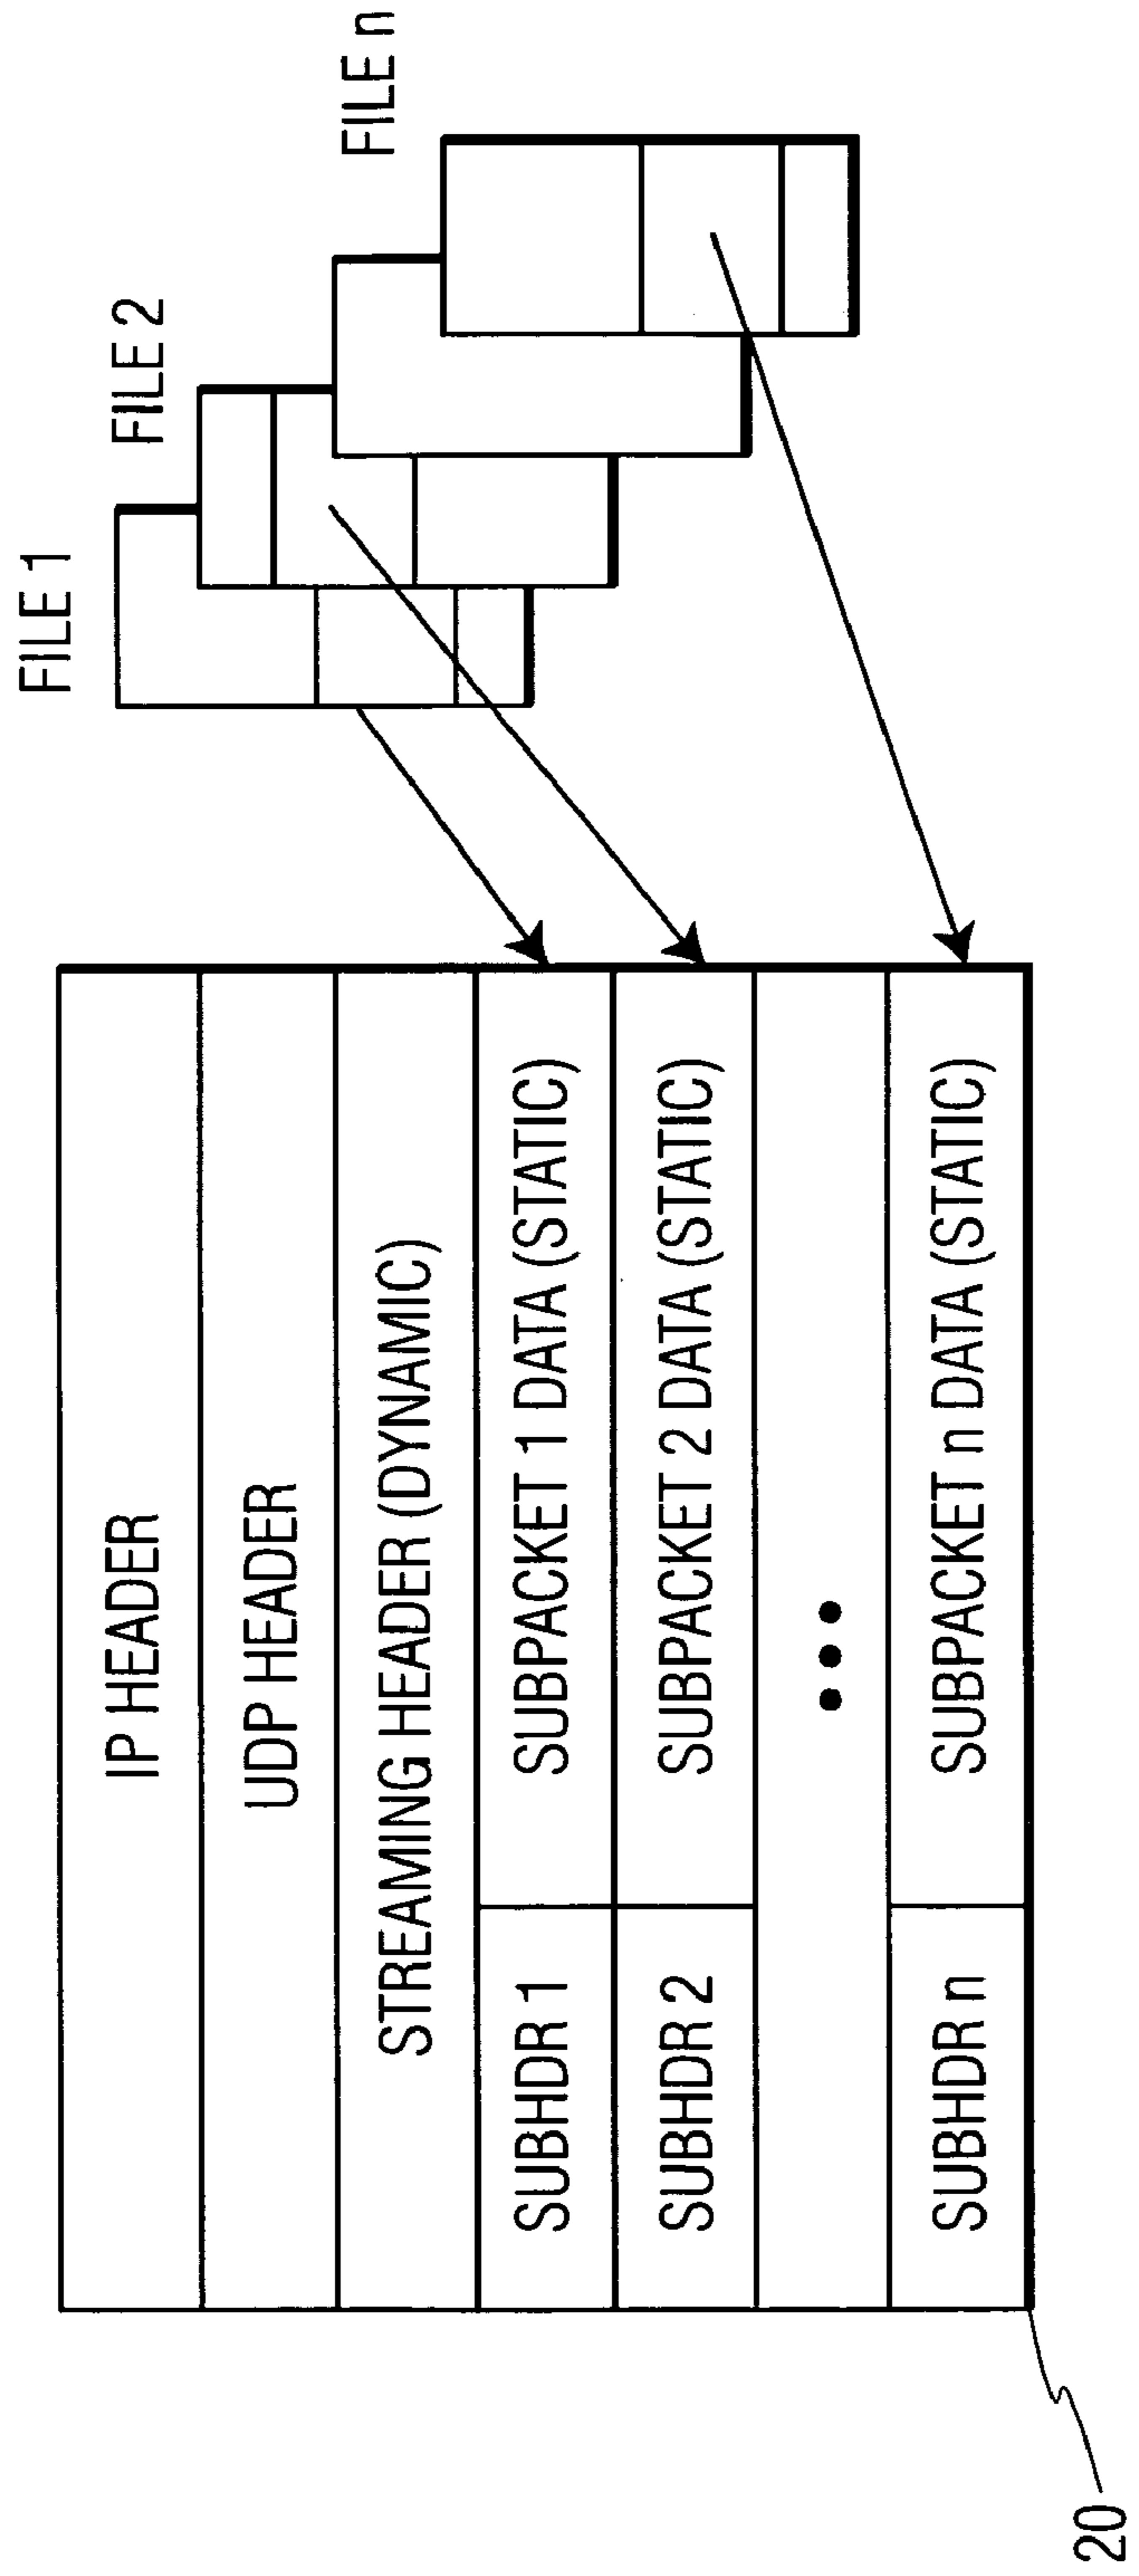 IP HEADER
UDP HEADER
STREAMING HEADER (DYNAMIC)
SUBHDR 1
SUBPACKET 1 DATA (STATIC)
SUBHDR 2
SUBPACKET 2 DATA (STATIC)
•••
SUBHDR n
SUBPACKET n DATA (STATIC)
FILE 1
FILE 2
FILE n
20